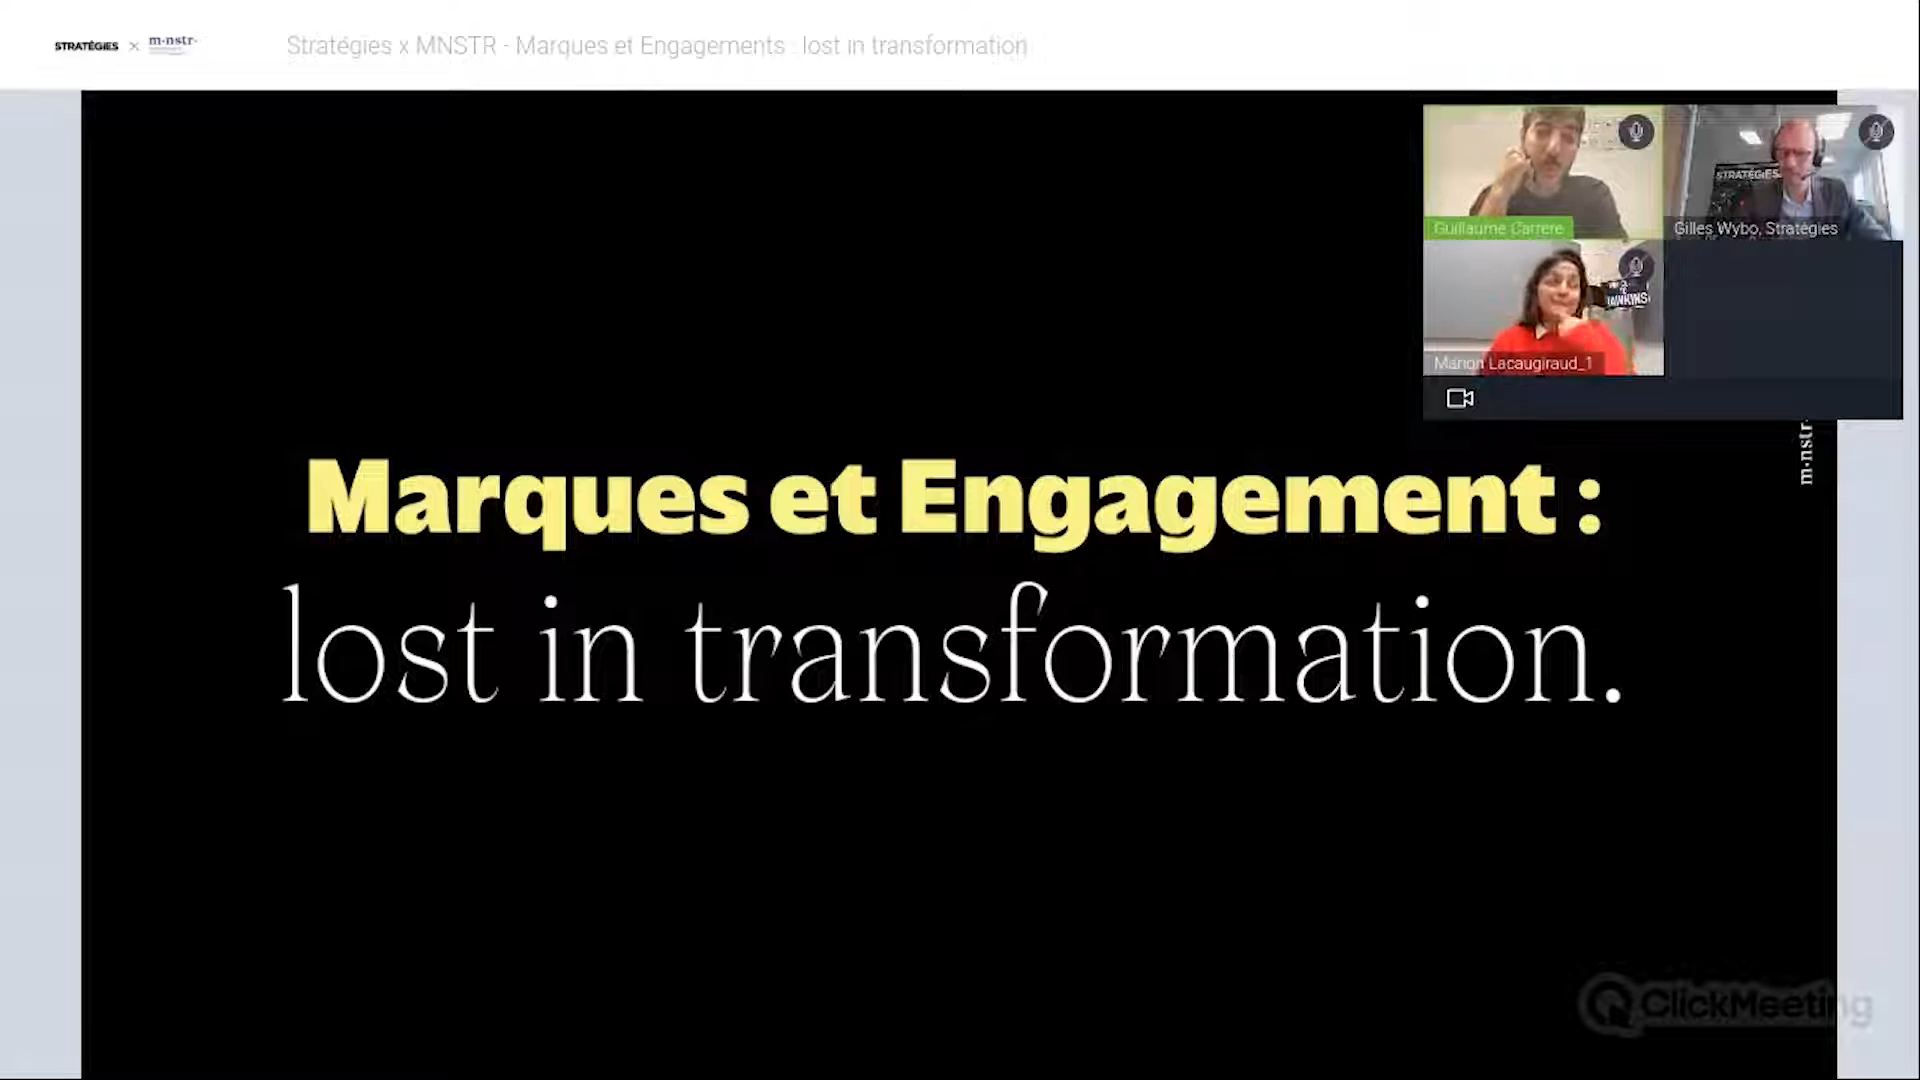 STRATÉGIES × m·nstr·
Stratégies x MNSTR - Marques et Engagements : lost in transformation
Guillaume Carrere
STRATÉGIES
Gilles Wybo, Stratégies
Marion Lacaugiraud_1
m·nstr·
Marques et Engagement :
lost in transformation.
ClickMeeting